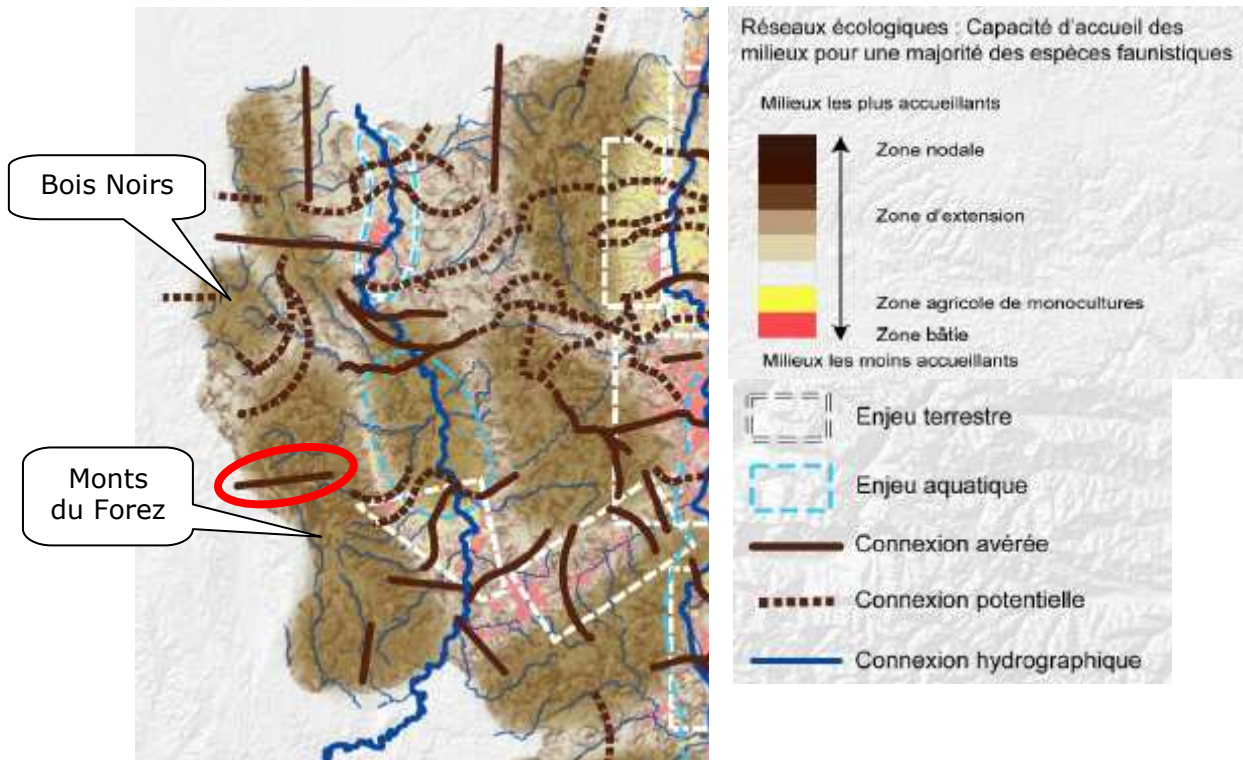 Bois Noirs
Monts
du Forez
Réseaux écologiques : Capacité d'accueil des
milieux pour une majorité des espèces faunistiques
Milieux les plus accueillants
Zone nodale
Zone d'extension
Zone agricole de monocultures
Zone bâtie
Milieux les moins accueillants
Enjeu terrestre
Enjeu aquatique
Connexion avérée
Connexion potentielle
Connexion hydrographique